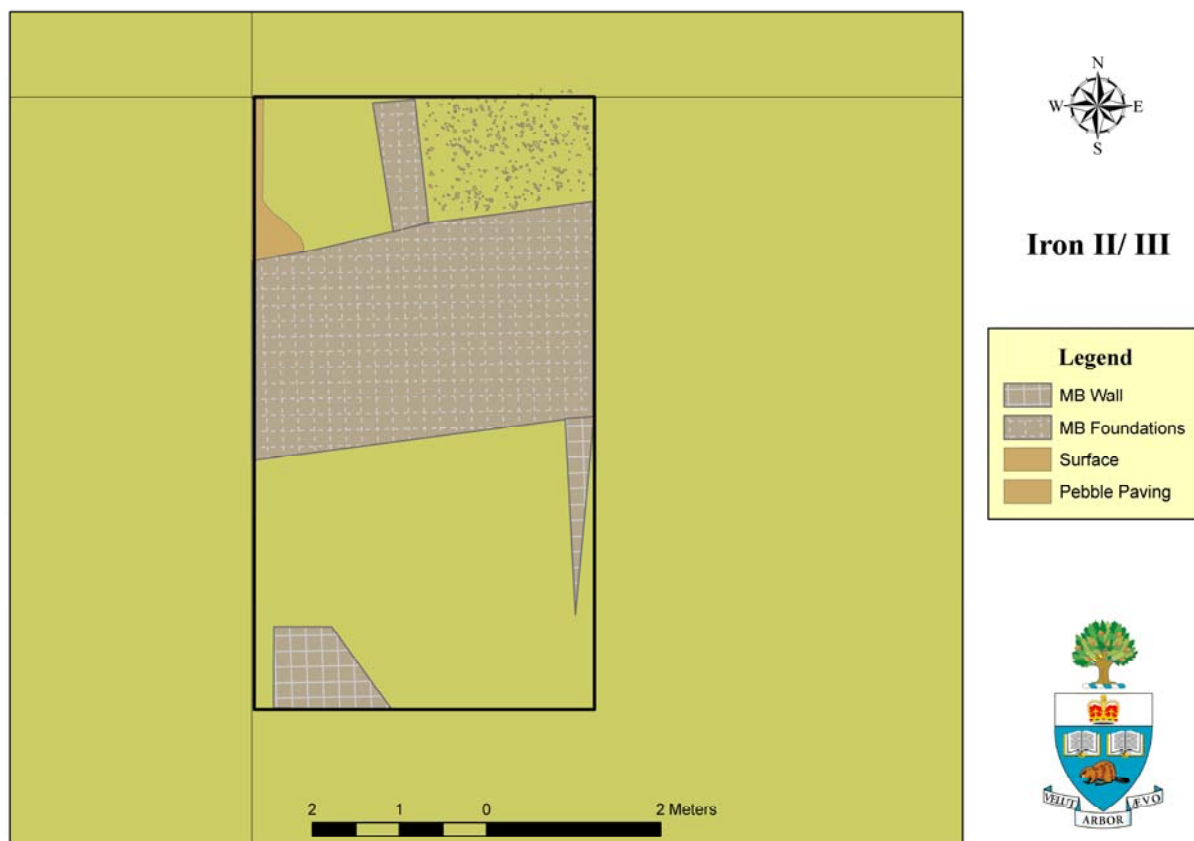 N
W E
S
Iron II/ III
Legend
MB Wall
MB Foundations
Surface
Pebble Paving
2 1 0 2 Meters
VELUT ÆVO
ARBOR